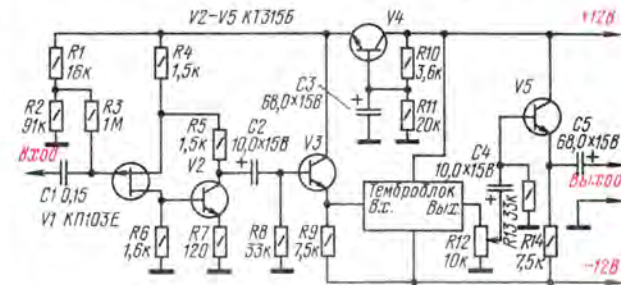 V2-V5 КТ315Б
V4
+12В
R1
16к
R4
1,5к
R10
3,6к
C3
68,0×15В
V5
R2
91к
R3
1М
R5
1,5к
C2
10,0×15В
V3
R11
20к
C4
10,0×15В
C5
68,0×15В
Вход
V2
Темброблок
Вх.
Вых.
Выход
C1 0,15
V1 КП103Е
R6
1,6к
R7
120
R8
33к
R9
7,5к
R12
10к
R13 33к
R14
7,5к
-12В